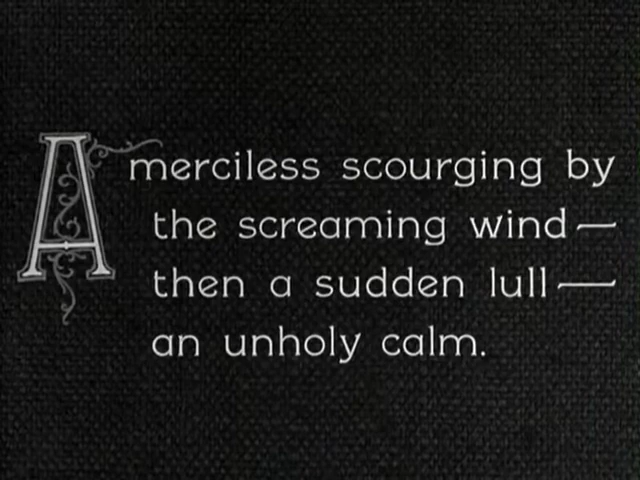 A merciless scourging by
the screaming wind—
then a sudden lull—
an unholy calm.